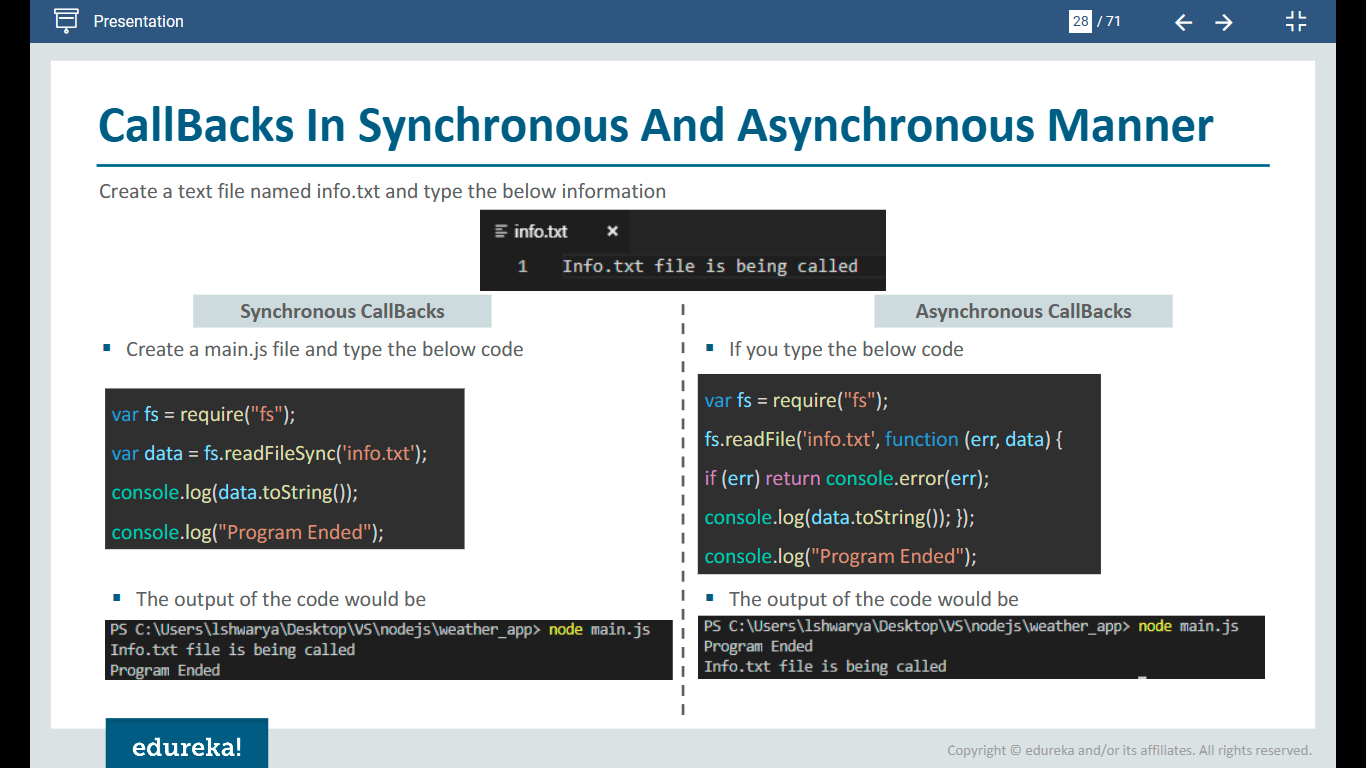 Presentation
28 / 71
CallBacks In Synchronous And Asynchronous Manner
Create a text file named info.txt and type the below information
info.txt
1 Info.txt file is being called
Synchronous CallBacks
Create a main.js file and type the below code
var fs = require("fs");
var data = fs.readFileSync('info.txt');
console.log(data.toString());
console.log("Program Ended");
The output of the code would be
PS C:\Users\lshwarya\Desktop\VS\nodejs\weather_app> node main.js
Info.txt file is being called
Program Ended
Asynchronous CallBacks
If you type the below code
var fs = require("fs");
fs.readFile('info.txt', function (err, data) {
if (err) return console.error(err);
console.log(data.toString()); });
console.log("Program Ended");
The output of the code would be
PS C:\Users\lshwarya\Desktop\VS\nodejs\weather_app> node main.js
Program Ended
Info.txt file is being called
edureka!
Copyright © edureka and/or its affiliates. All rights reserved.